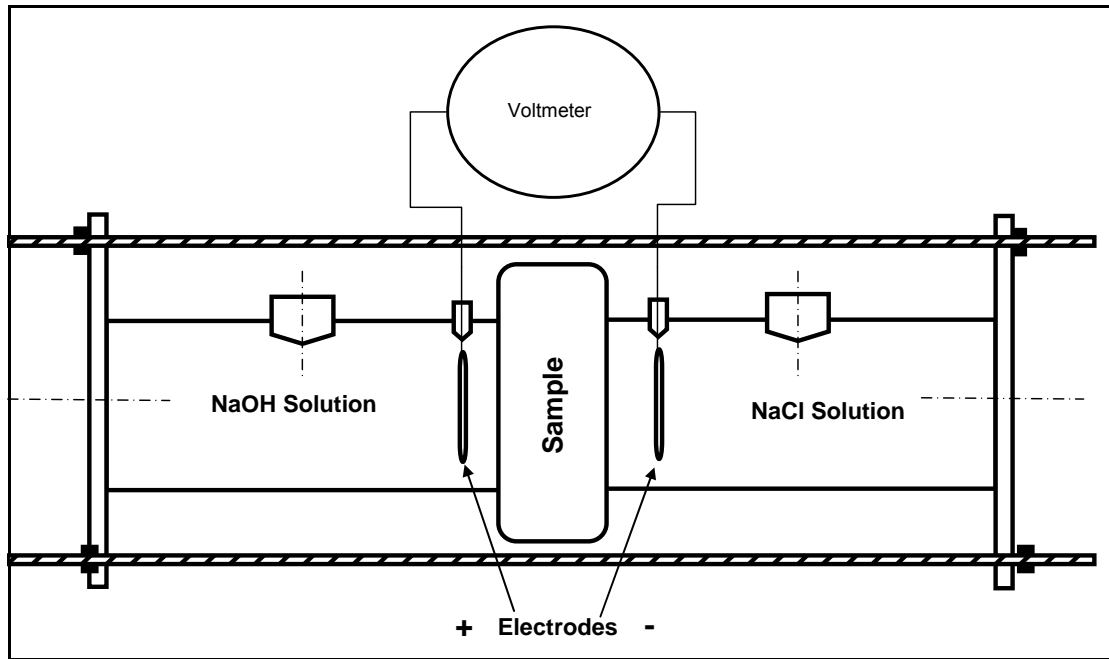 Voltmeter
NaOH Solution
Sample
NaCl Solution
+ Electrodes -